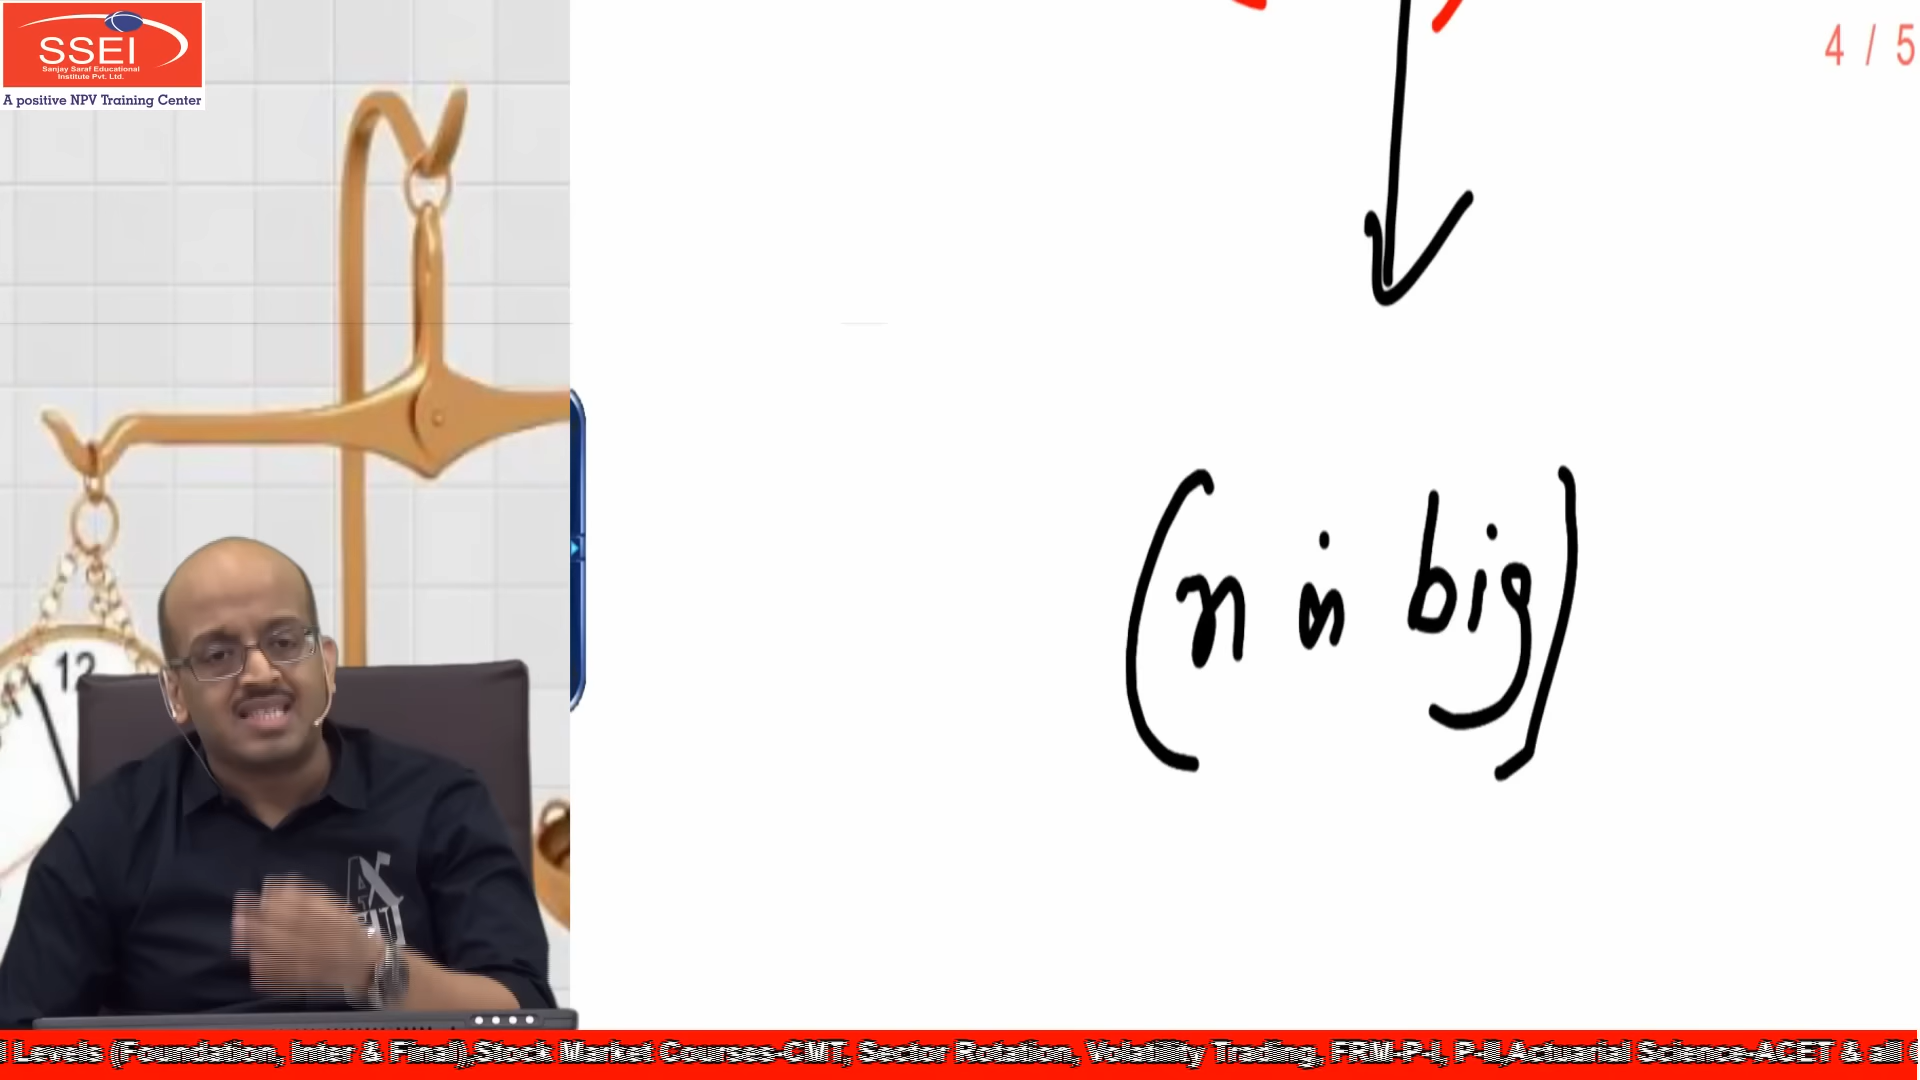 SSEI
Sanjay Saraf Educational
Institute Pvt. Ltd.
A positive NPV Training Center
4 / 5
12
(n is big)
Levels (Foundation, Inter & Final),Stock Market Courses-CMT, Sector Rotation, Volatility Trading, FRM-P-I, P-II,Actuarial Science-ACET & all